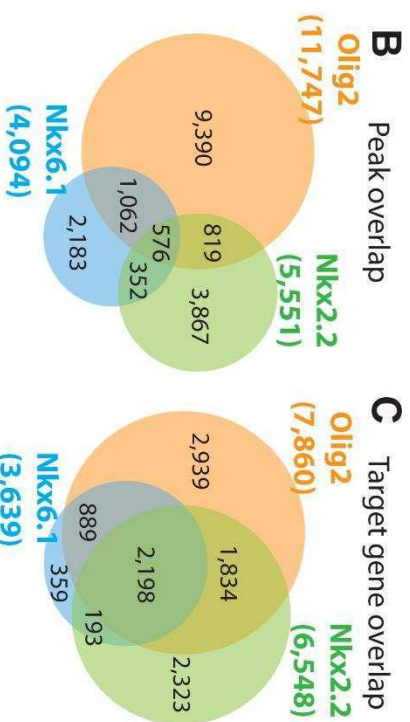 B
Peak overlap
Olig2
(11,747)
Nkx2.2
(5,551)
9,390
819
3,867
576
1,062
352
2,183
Nkx6.1
(4,094)
C
Target gene overlap
Olig2
(7,860)
Nkx2.2
(6,548)
2,939
1,834
2,323
2,198
889
193
359
Nkx6.1
(3,639)